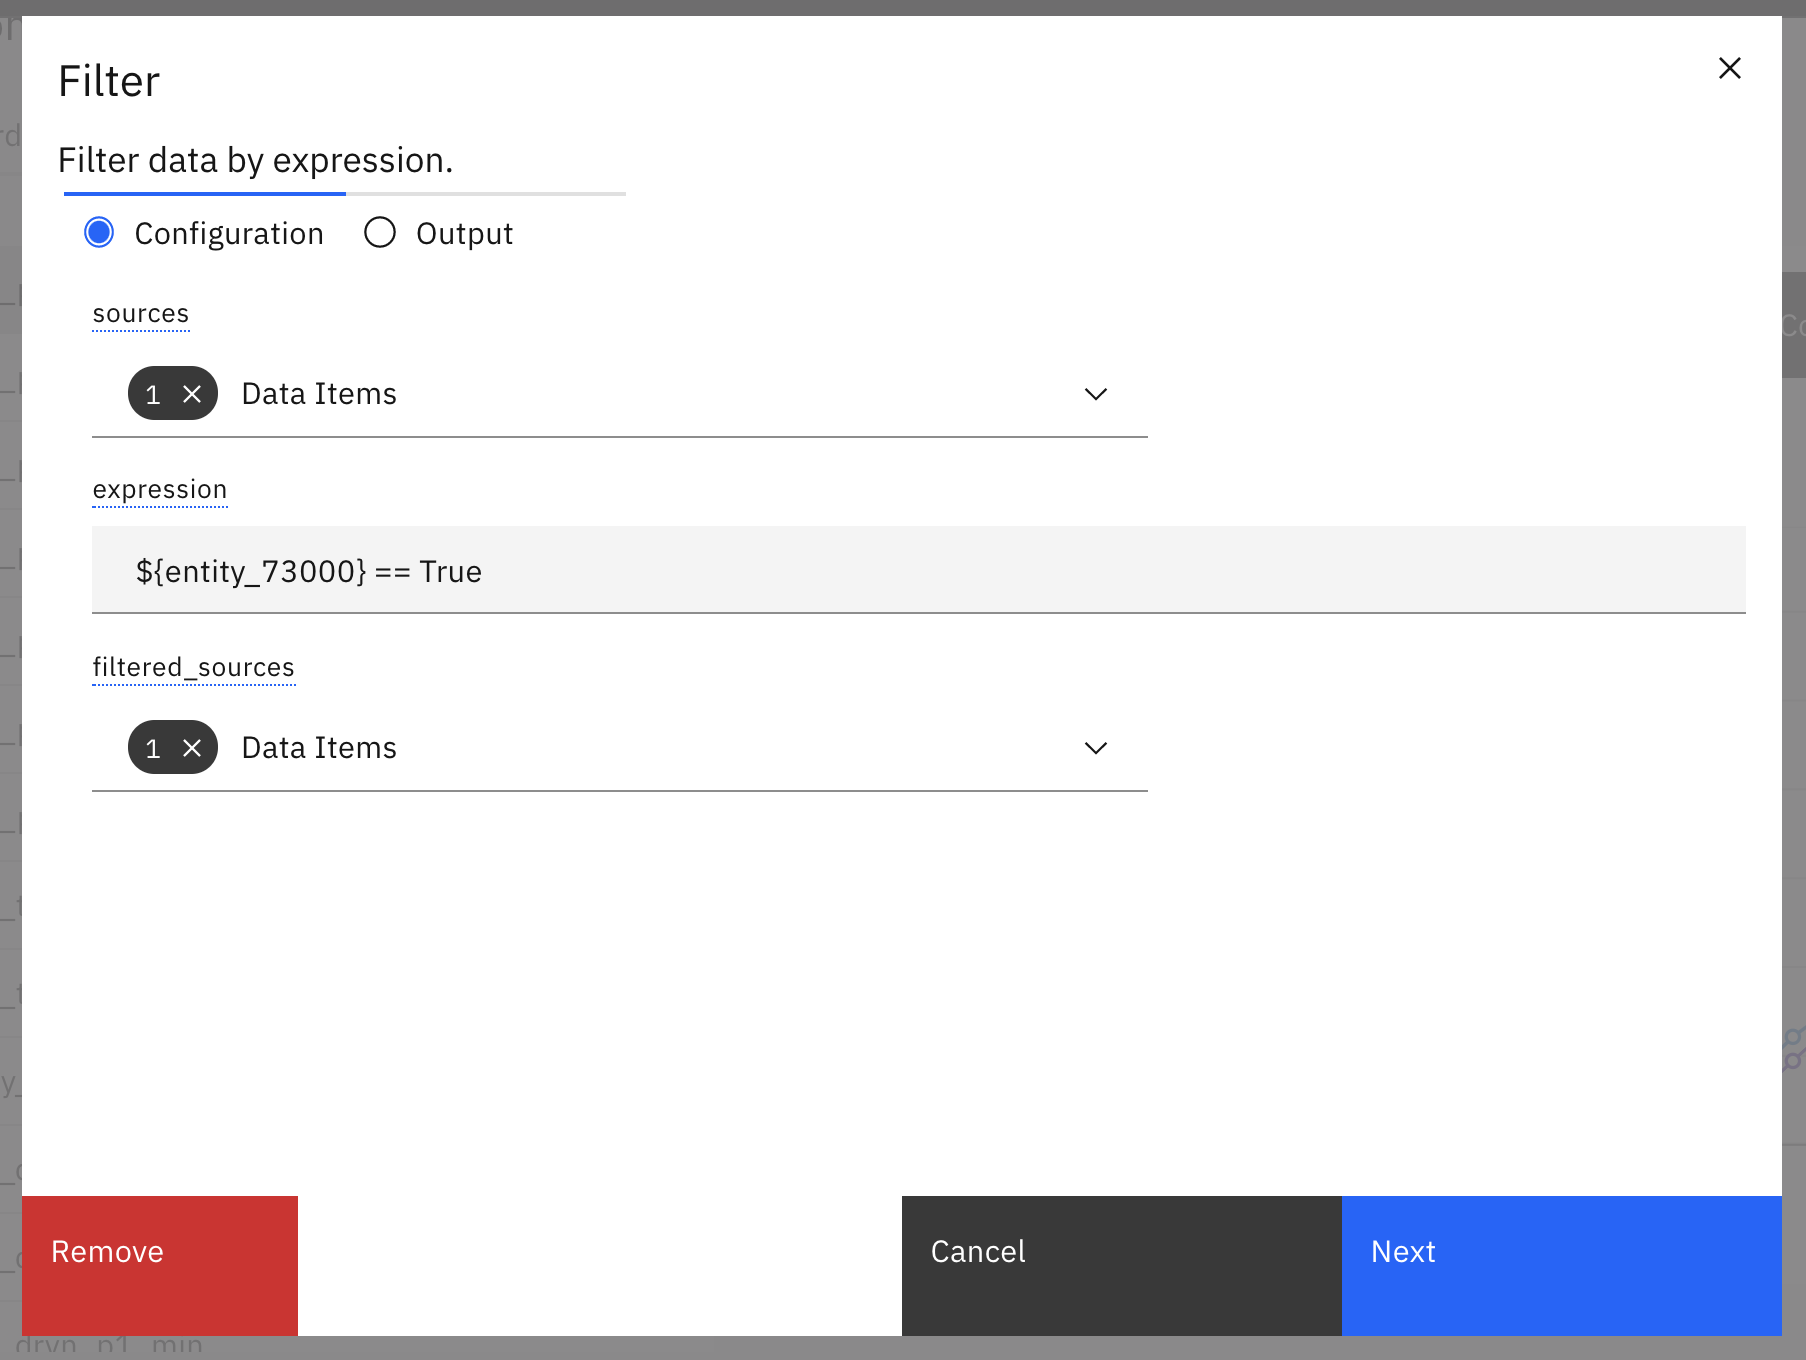 Filter
Filter data by expression.
Configuration Output
sources
1 Data Items
expression
${entity_73000} == True
filtered_sources
1 Data Items
Remove Cancel Next
drvn_p1_min